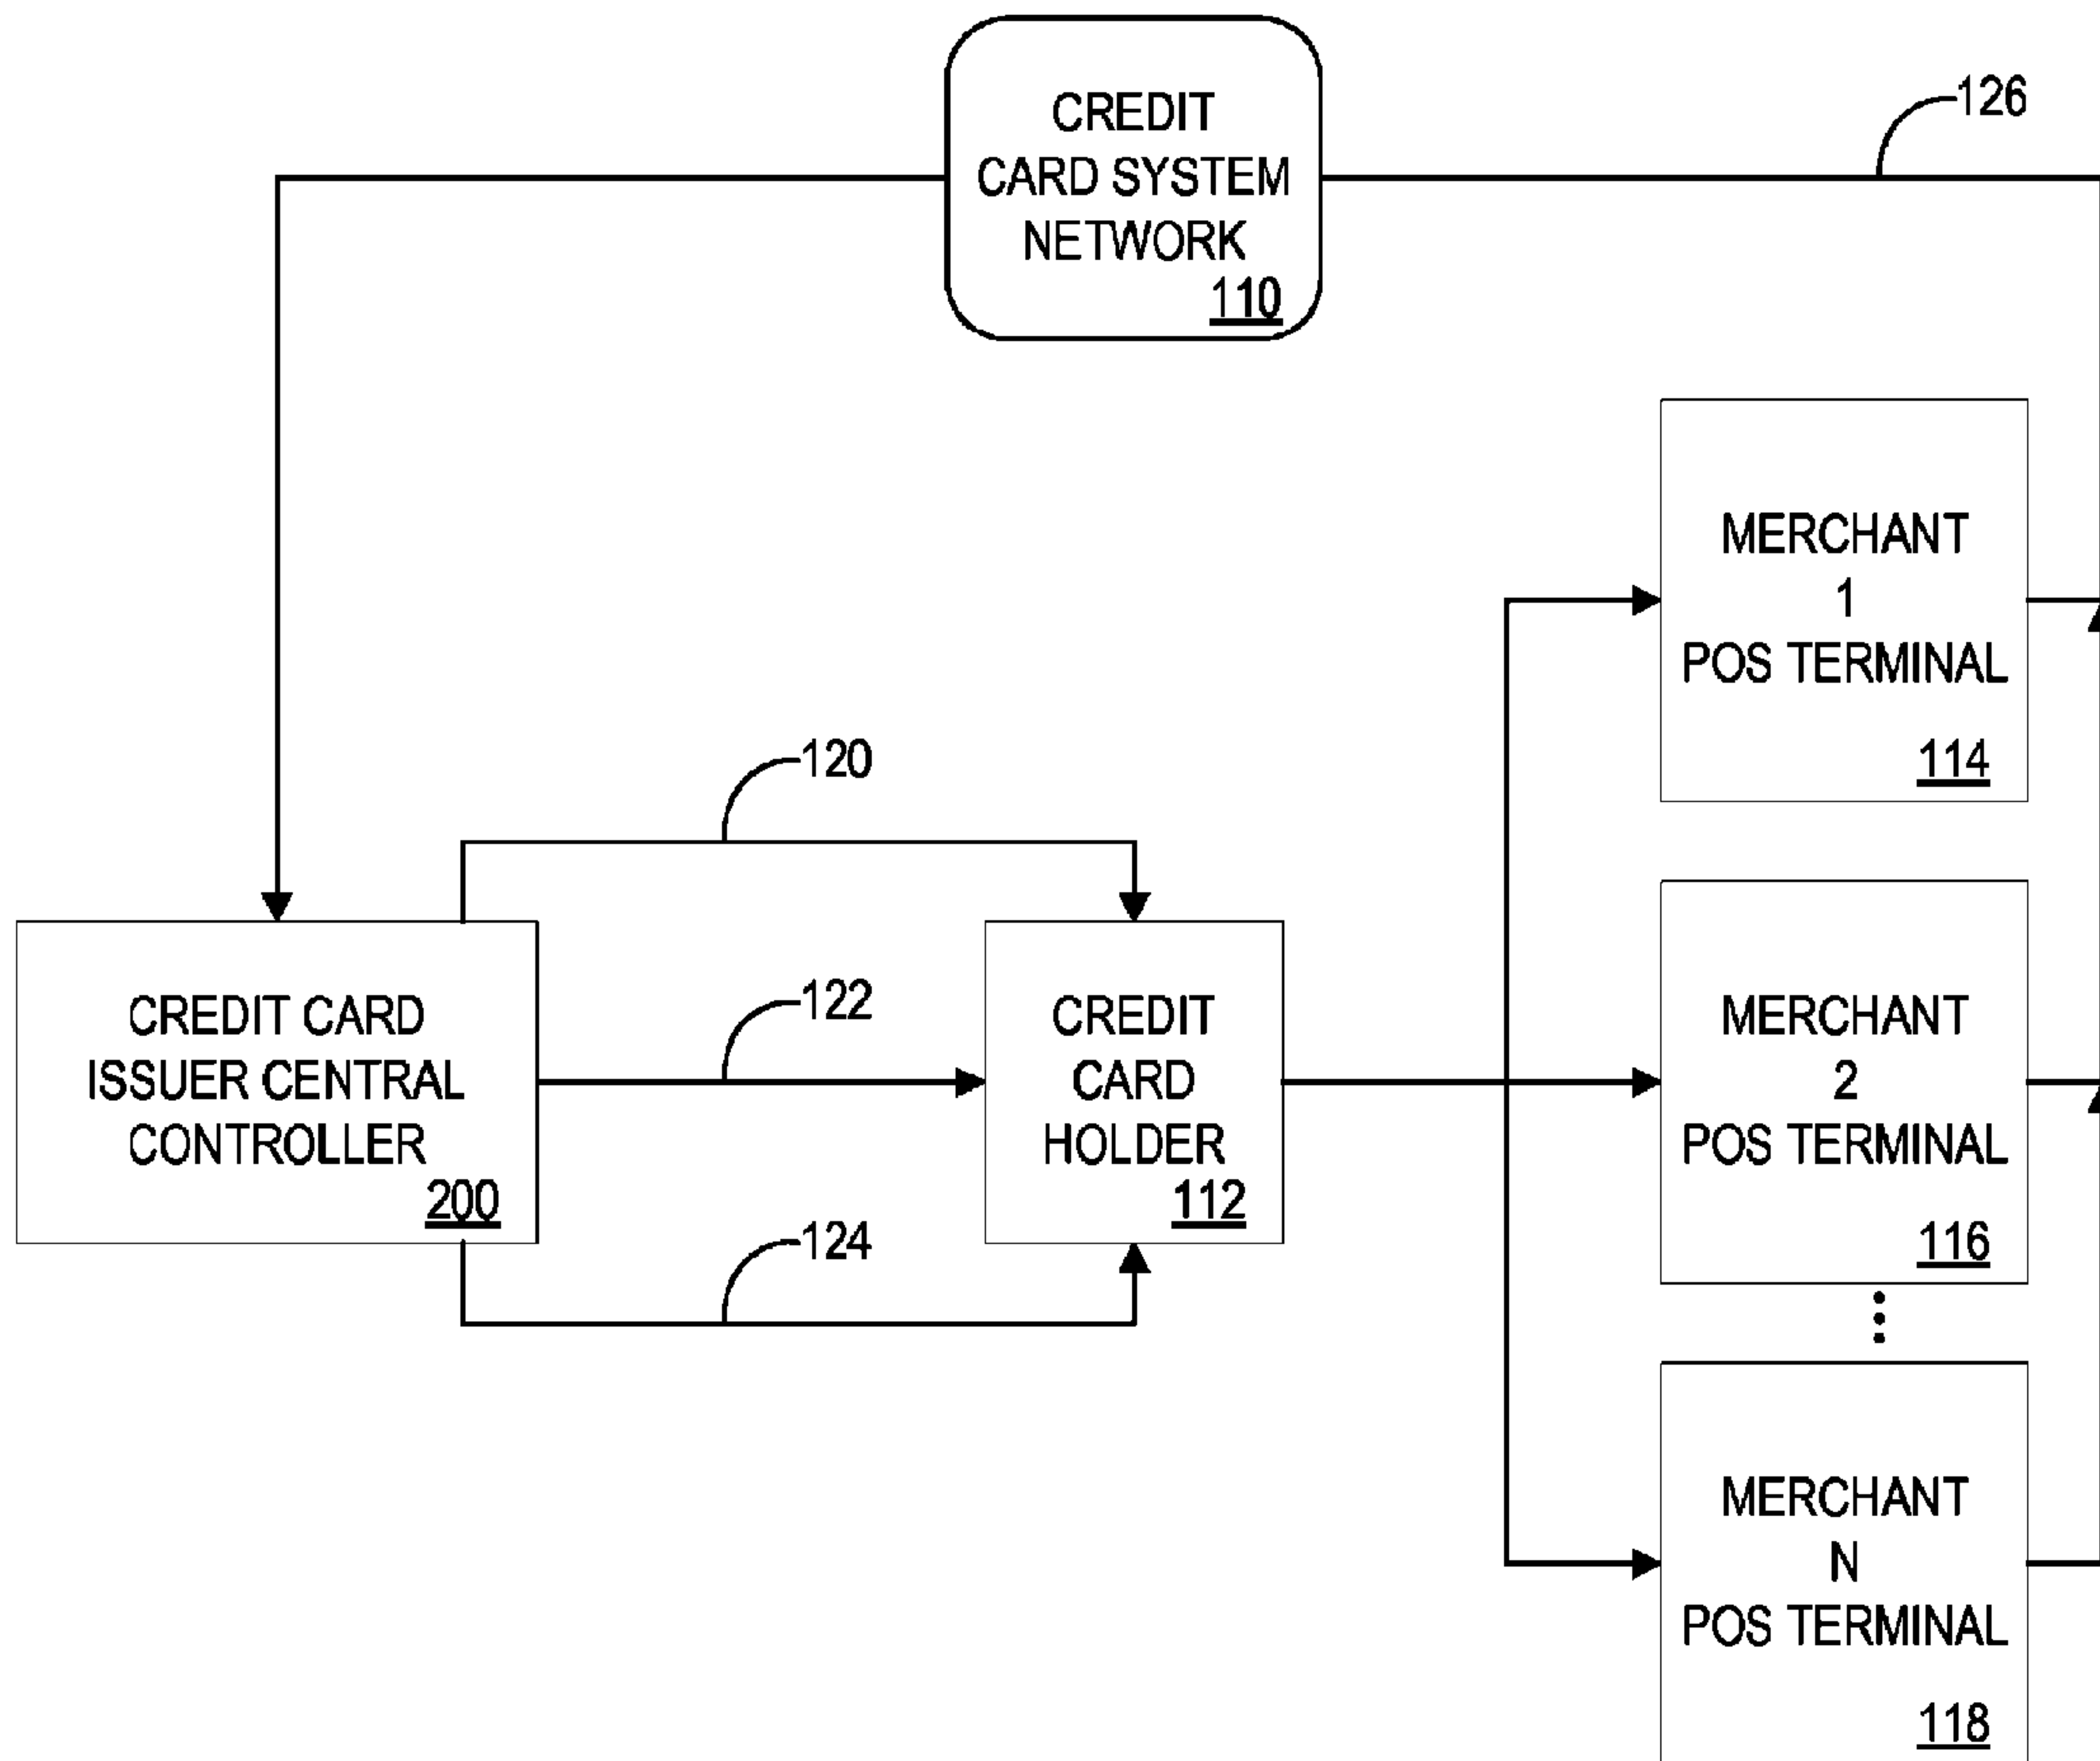 CREDIT
CARD SYSTEM
NETWORK
110
126
MERCHANT
1
POS TERMINAL
114
120
CREDIT CARD
ISSUER CENTRAL
CONTROLLER
200
122
CREDIT
CARD
HOLDER
112
124
MERCHANT
2
POS TERMINAL
116
MERCHANT
N
POS TERMINAL
118